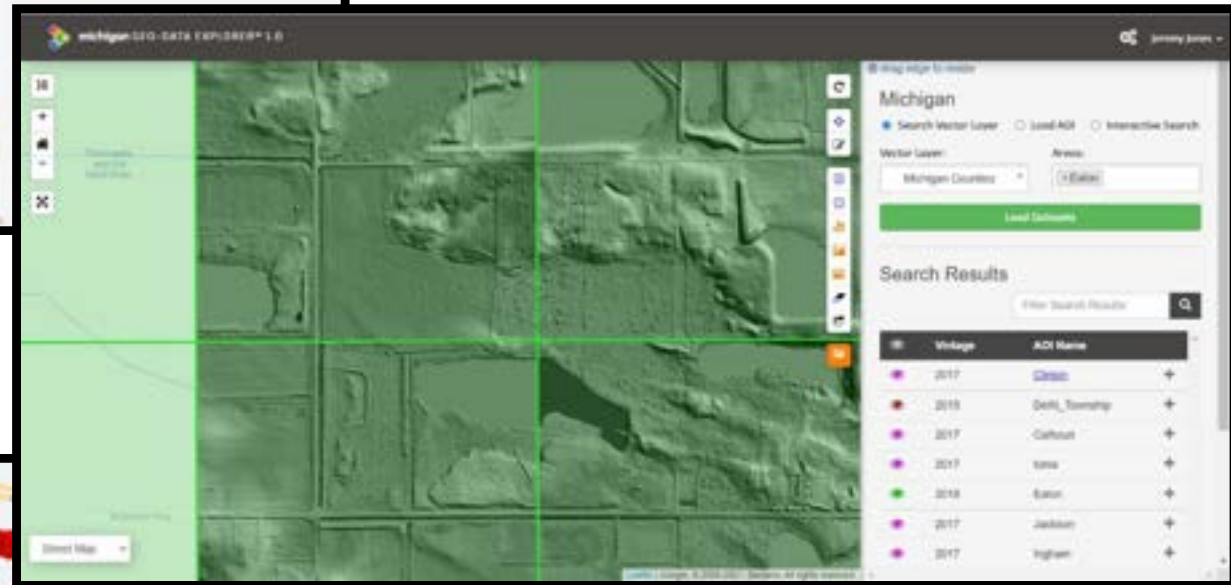 michigan GEO-DATA EXPLORER® 1.0
Jeremy Jones
drag edge to resize
Michigan
Search Vector Layer Load AOI Interactive Search
Vector Layer: Areas:
Michigan Counties × Eaton
Load Datasets
Search Results
Filter Search Results
Vintage AOI Name
2017 Clinton
2015 Delhi_Township
2017 Calhoun
2017 Ionia
2018 Eaton
2017 Jackson
2017 Ingham
Street Map